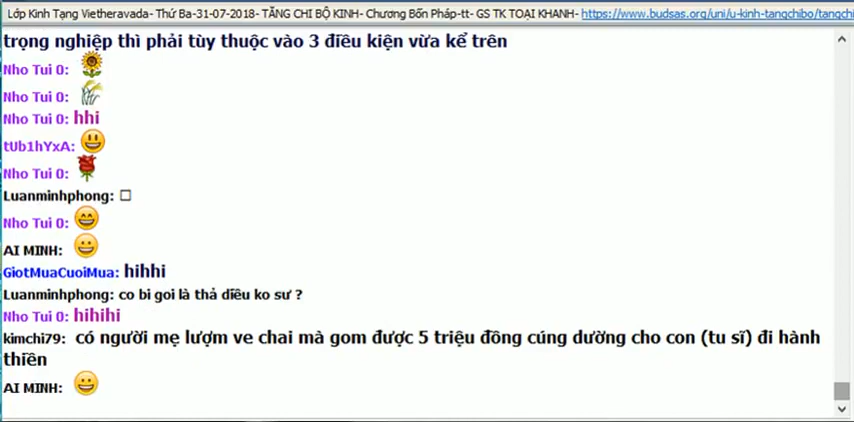 Lớp Kinh Tạng Vietheravada- Thứ Ba-31-07-2018- TĂNG CHI BỘ KINH- Chương Bốn Pháp-tt- GS TK TOẠI KHANH- https://www.budsas.org/uni/u-kinh-tangchibo/tangchi
trọng nghiệp thì phải tùy thuộc vào 3 điều kiện vừa kể trên
Nho Tui 0:
Nho Tui 0:
Nho Tui 0: hhi
tUb1hYxA:
Nho Tui 0:
Luanminhphong:
Nho Tui 0:
AI MINH:
GiotMuaCuoiMua: hihhi
Luanminhphong: co bi goi là thả diều ko sư ?
Nho Tui 0: hihihi
kimchi79: có người mẹ lượm ve chai mà gom được 5 triệu đồng cúng dường cho con (tu sĩ) đi hành
thiền
AI MINH: